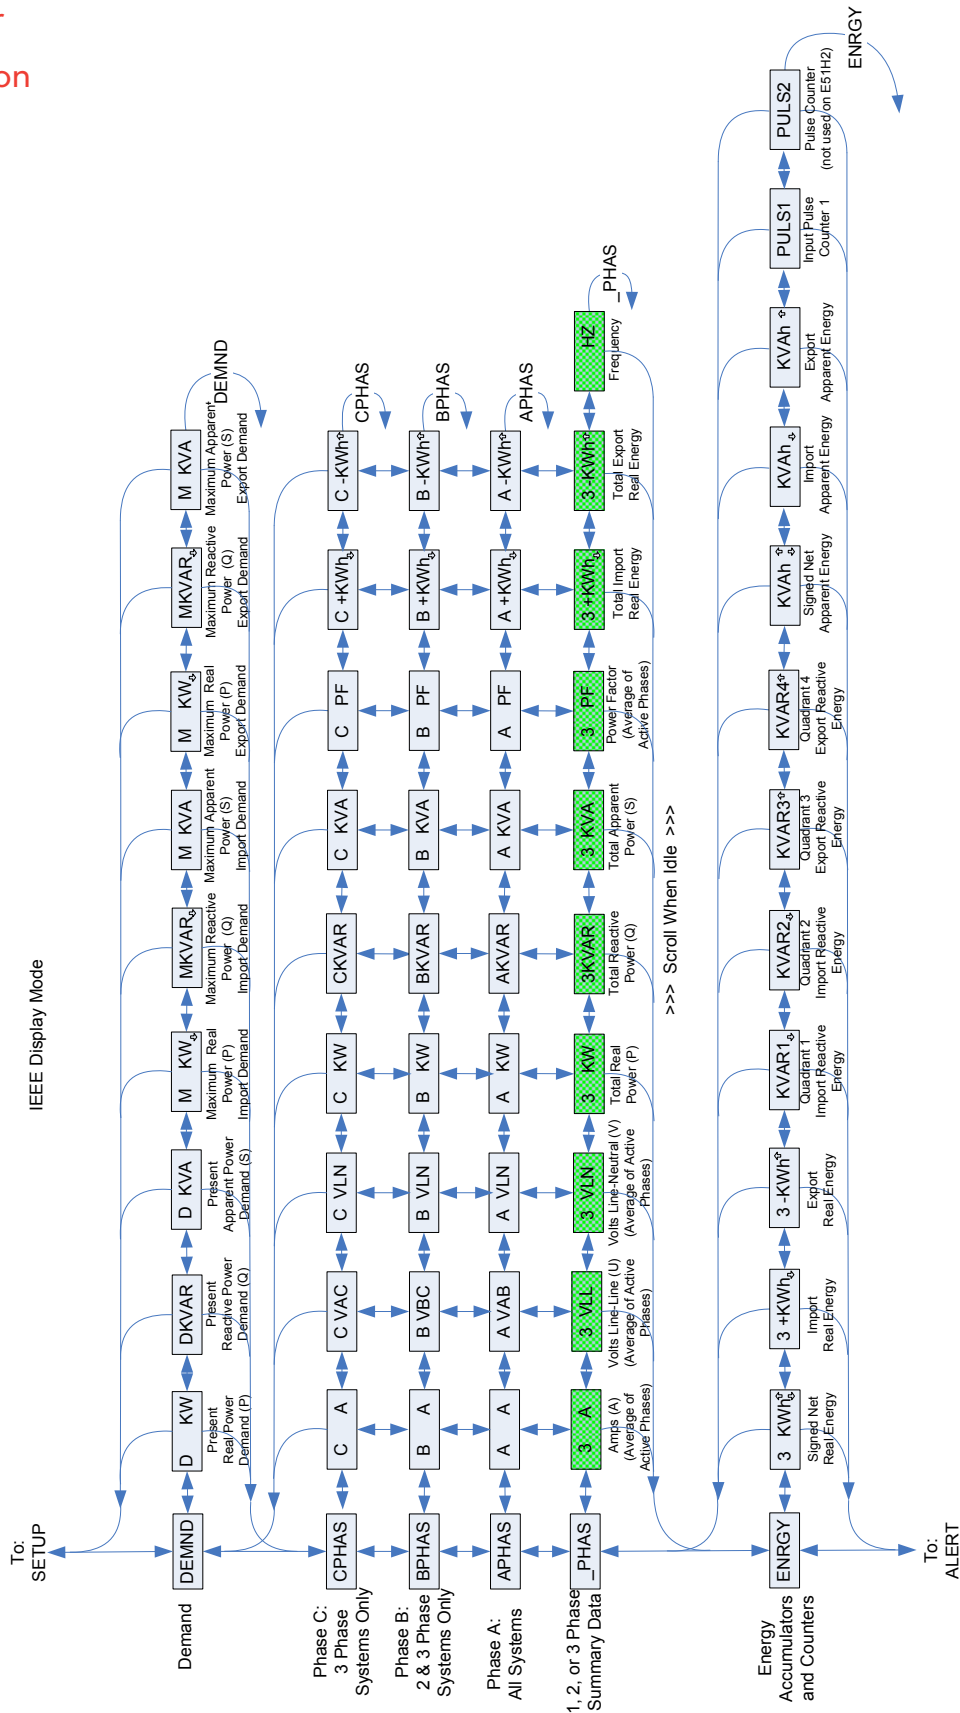 on
IEEE Display Mode
To:
SETUP
DEMND
Demand
D KW
Present
Real Power
Demand (P)
DKVAR
Present
Reactive Power
Demand (Q)
D KVA
Present
Apparent Power
Demand (S)
M KW
Maximum Real
Power (P)
Import Demand
MKVAR
Maximum Reactive
Power (Q)
Import Demand
M KVA
Maximum Apparent
Power (S)
Import Demand
M KW
Maximum Real
Power (P)
Export Demand
MKVAR
Maximum Reactive
Power (Q)
Export Demand
M KVA
Maximum Apparent
Power (S)
Export Demand
DEMND
Phase C:
3 Phase
Systems Only
CPHAS
C A
C VAC
C VLN
C KW
CKVAR
C KVA
C PF
C +KWh
C -KWh
CPHAS
Phase B:
2 & 3 Phase
Systems Only
BPHAS
B A
B VBC
B VLN
B KW
BKVAR
B KVA
B PF
B +KWh
B -KWh
BPHAS
Phase A:
All Systems
APHAS
A A
A VAB
A VLN
A KW
AKVAR
A KVA
A PF
A +KWh
A -KWh
APHAS
1, 2, or 3 Phase
Summary Data
_PHAS
3 A
Amps (A)
(Average of
Active Phases)
3 VLL
Volts Line-Line (U)
(Average of Active
Phases)
3 VLN
Volts Line-Neutral (V)
(Average of Active
Phases)
3 KW
Total Real
Power (P)
3KVAR
Total Reactive
Power (Q)
3 KVA
Total Apparent
Power (S)
3 PF
Power Factor
(Average of
Active Phases)
3 +KWh
Total Import
Real Energy
3 -KWh
Total Export
Real Energy
HZ
Frequency
_PHAS
>>> Scroll When Idle >>>
Energy
Accumulators
and Counters
ENRGY
3 KWh
Signed Net
Real Energy
3 +KWh
Import
Real Energy
3 -KWh
Export
Real Energy
KVAR1
Quadrant 1
Import Reactive
Energy
KVAR2
Quadrant 2
Import Reactive
Energy
KVAR3
Quadrant 3
Export Reactive
Energy
KVAR4
Quadrant 4
Export Reactive
Energy
KVAh
Signed Net
Apparent Energy
KVAh
Import
Apparent Energy
KVAh
Export
Apparent Energy
PULS1
Input Pulse
Counter 1
PULS2
Pulse Counter
(not used on E51H2)
ENRGY
To:
ALERT